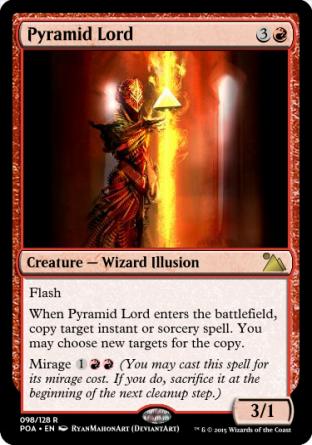 Pyramid Lord 3
Creature — Wizard Illusion
Flash
When Pyramid Lord enters the battlefield,
copy target instant or sorcery spell. You
may choose new targets for the copy.
Mirage 1 (You may cast this spell for
its mirage cost. If you do, sacrifice it at the
beginning of the next cleanup step.)
3/1
098/128 R
POA • EN RyanMahonArt (DeviantArt)
™ & © 2015 Wizards of the Coast